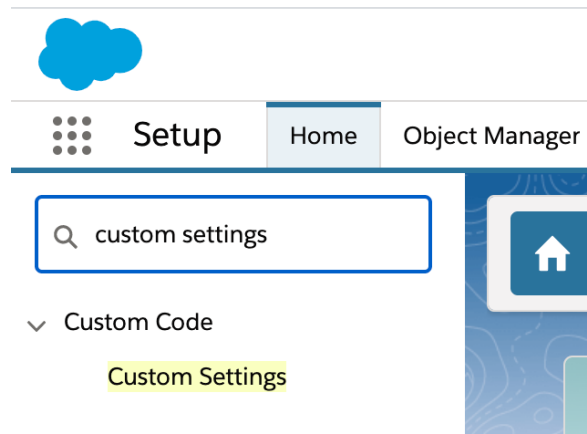 Setup
Home
Object Manager
custom settings
Custom Code
Custom Settings